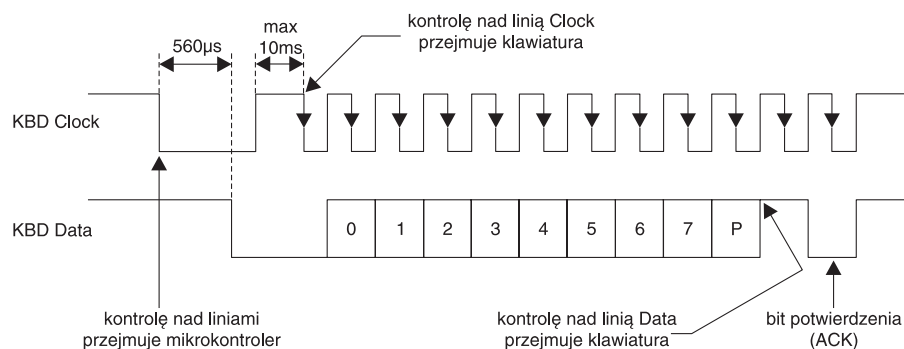 max
10ms
560µs
kontrolę nad linią Clock
przejmuje klawiatura
KBD Clock
KBD Data
0 1 2 3 4 5 6 7 P
kontrolę nad liniami
przejmuje mikrokontroler
kontrolę nad linią Data
przejmuje klawiatura
bit potwierdzenia
(ACK)